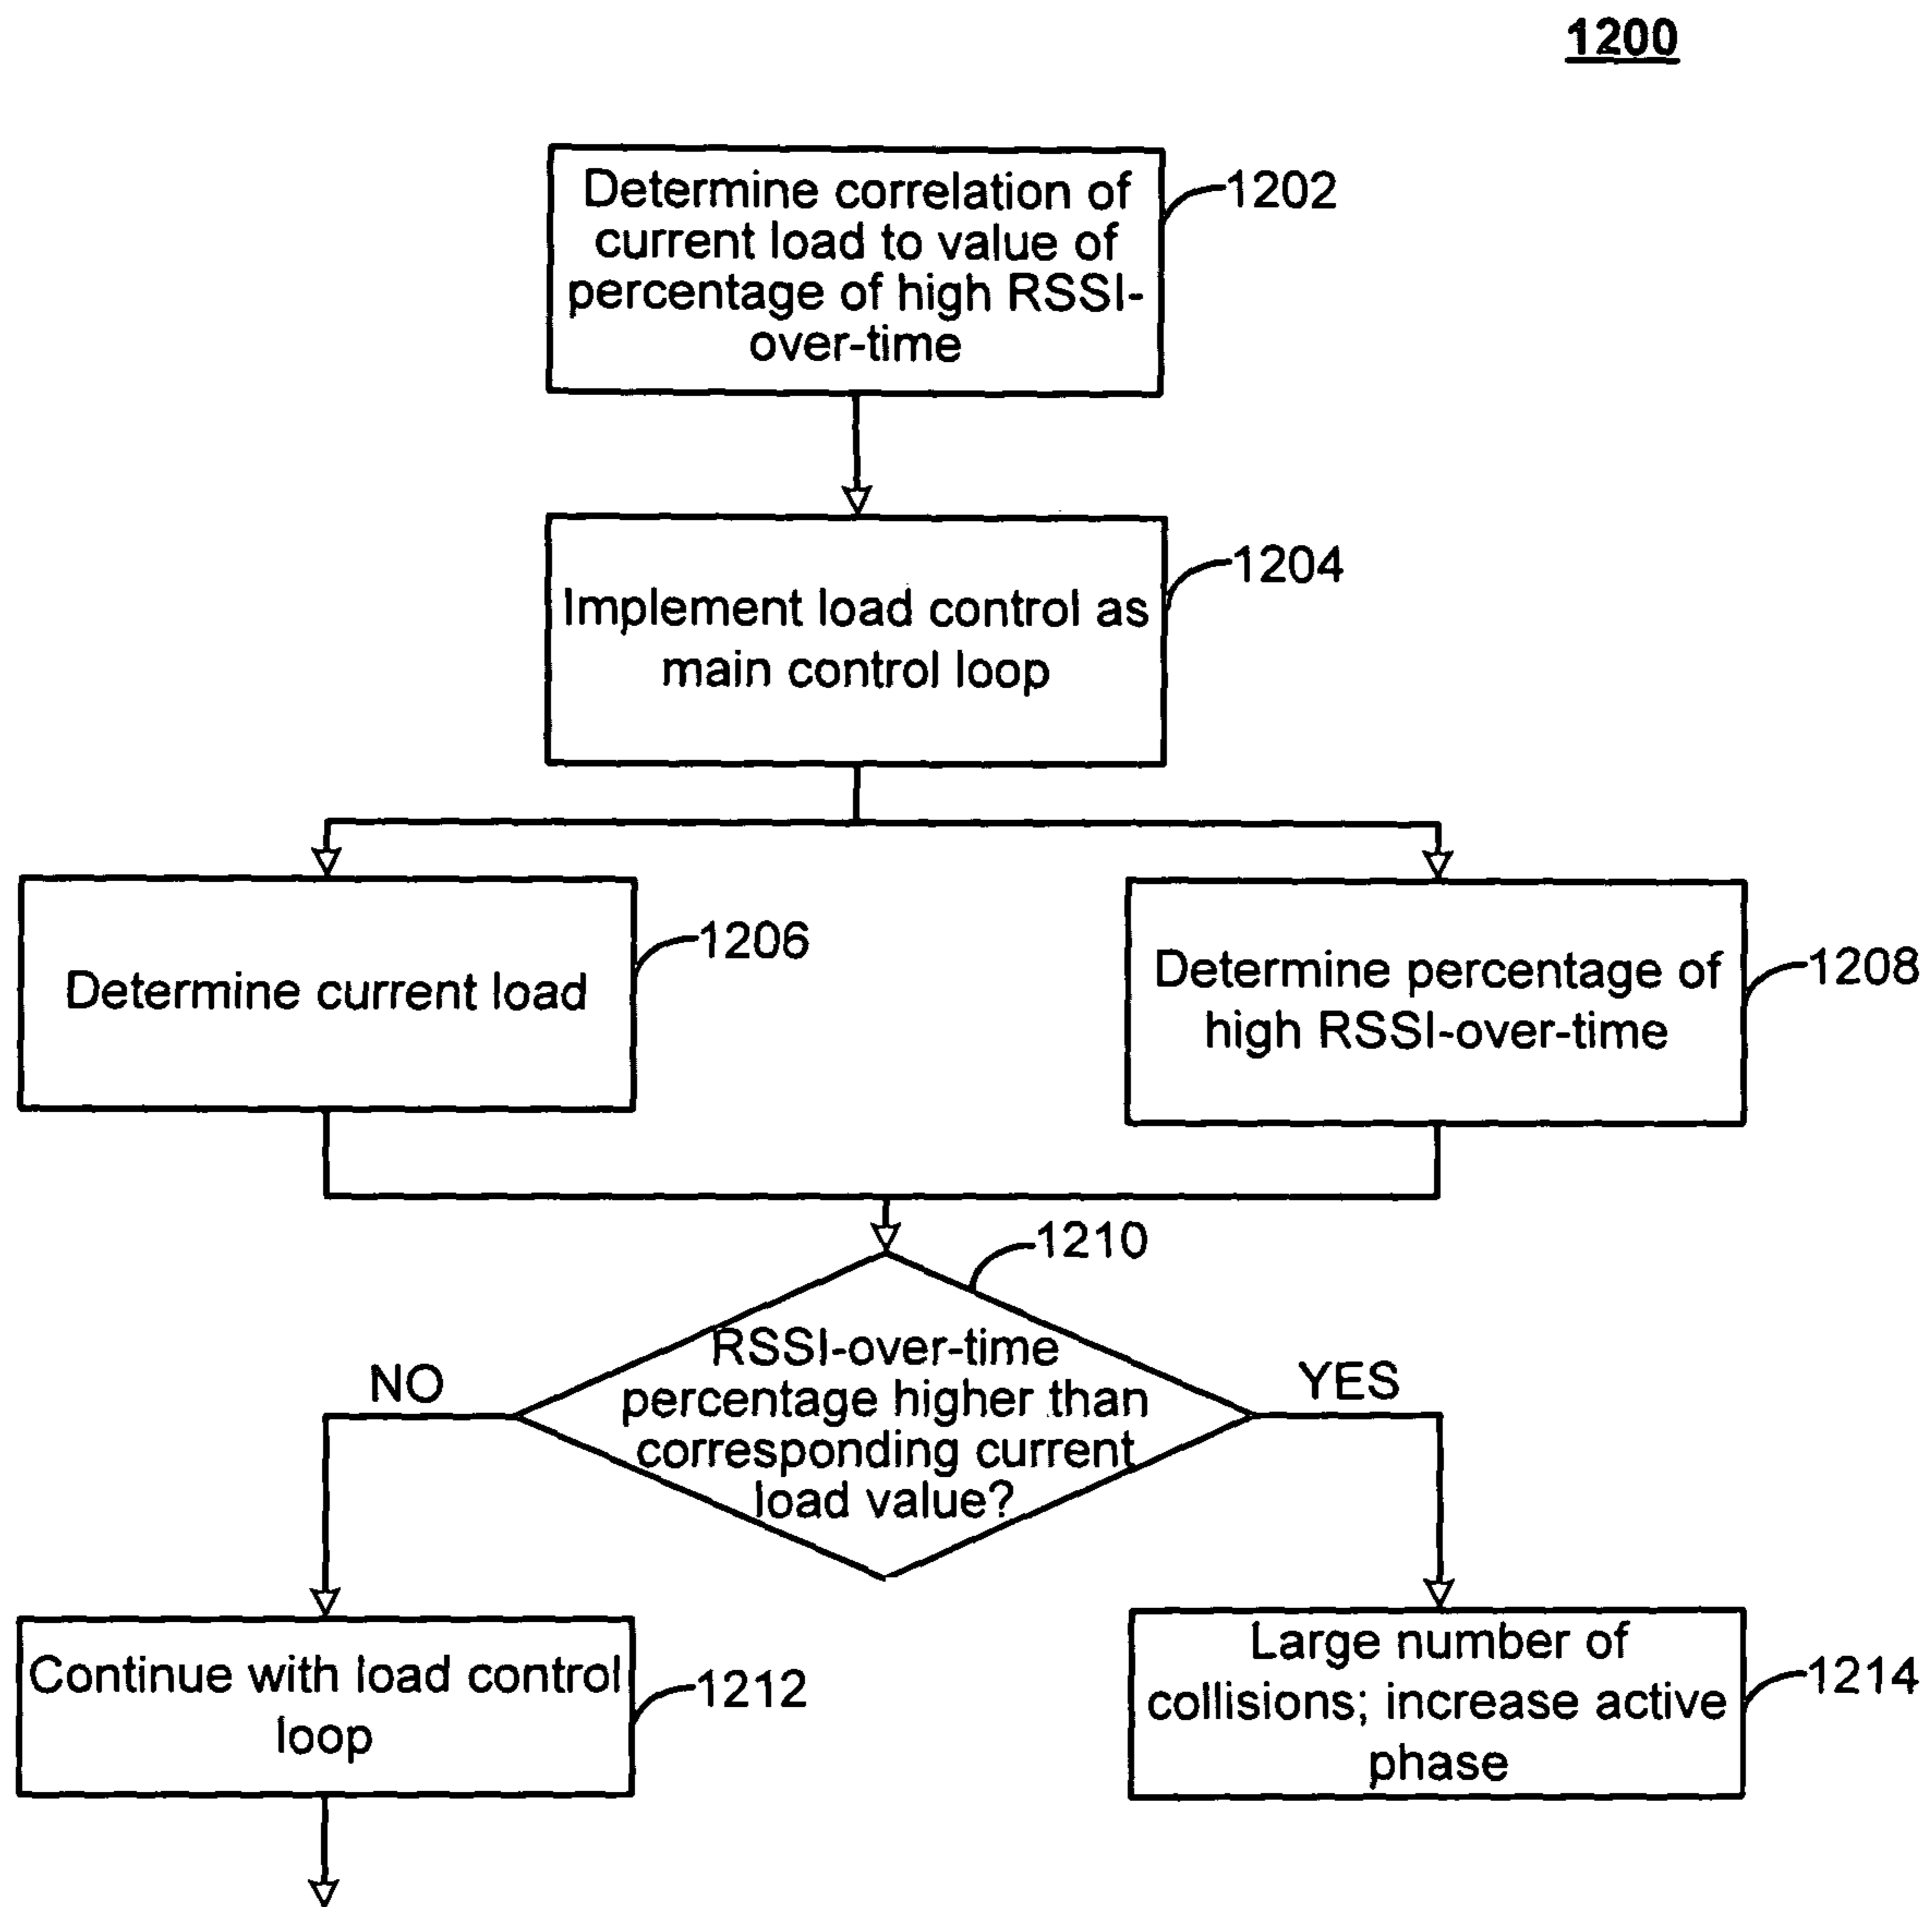 1200
Determine correlation of
current load to value of
percentage of high RSSI-
over-time
1202
Implement load control as
main control loop
1204
Determine current load
1206
Determine percentage of
high RSSI-over-time
1208
1210
RSSI-over-time
percentage higher than
corresponding current
load value?
NO
YES
Continue with load control
loop
1212
Large number of
collisions; increase active
phase
1214